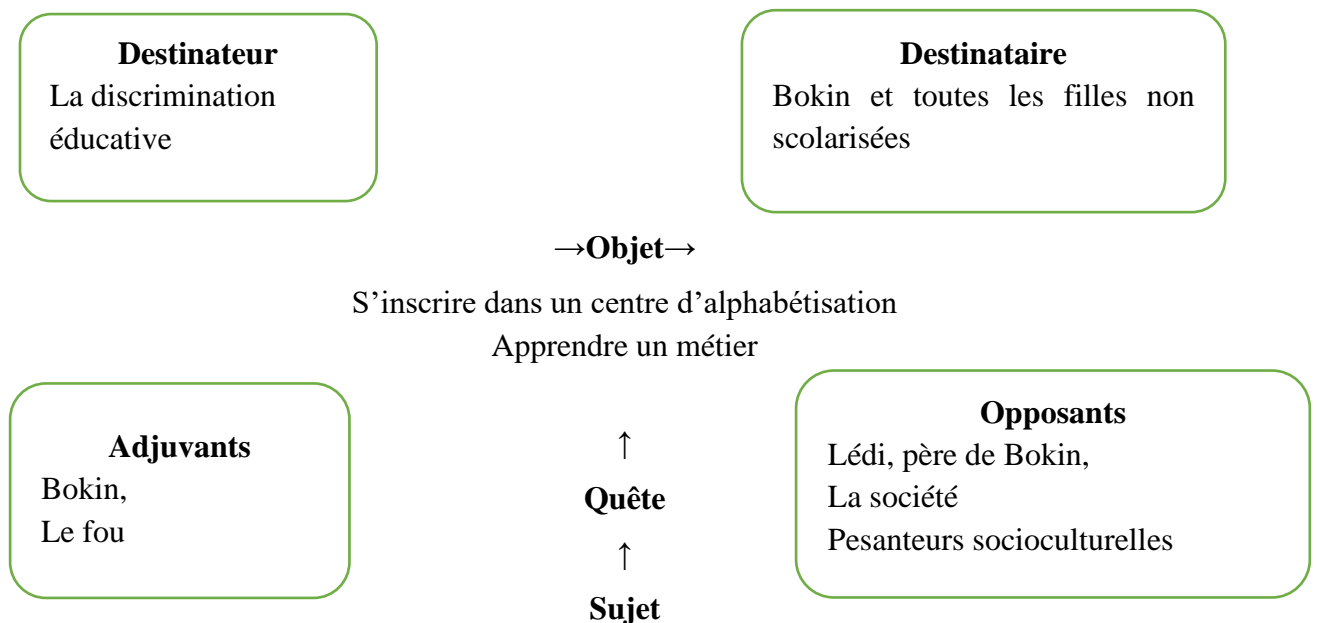 Destinateur
La discrimination
éducative
Destinataire
Bokin et toutes les filles non
scolarisées
→Objet→
S’inscrire dans un centre d’alphabétisation
Apprendre un métier
Adjuvants
Bokin,
Le fou
↑
Quête
↑
Sujet
Opposants
Lédi, père de Bokin,
La société
Pesanteurs socioculturelles